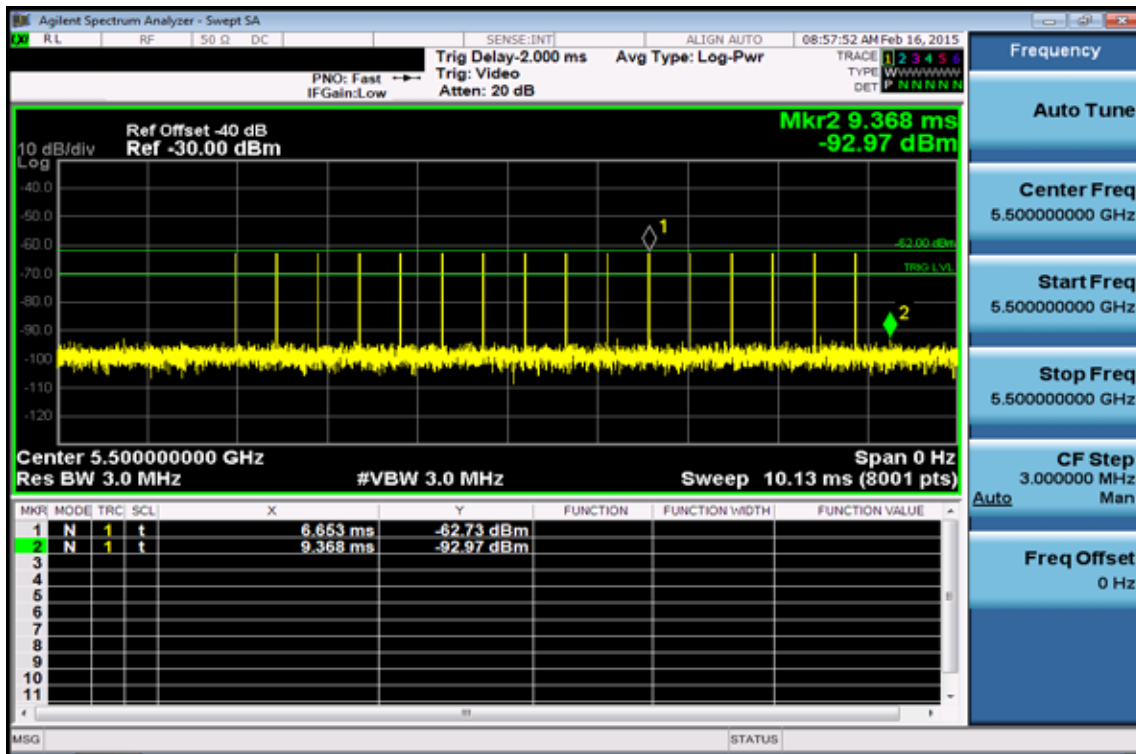 Agilent Spectrum Analyzer - Swept SA
RL RF 50 Ω DC SENSE:INT ALIGN AUTO 08:57:52 AM Feb 16, 2015
PNO: Fast
IFGain:Low
Trig Delay-2.000 ms
Trig: Video
Atten: 20 dB
Avg Type: Log-Pwr
TRACE 1 2 3 4 5 6
TYPE WWWWWWW
DET P N N N N N
Mkr2 9.368 ms
-92.97 dBm
Ref Offset -40 dB
10 dB/div Ref -30.00 dBm
Log
-40.0
-50.0
-60.0
-70.0
-80.0
-90.0
-100
-110
-120
1
-62.00 dBm
TRIG LVL
2
Center 5.500000000 GHz Span 0 Hz
Res BW 3.0 MHz #VBW 3.0 MHz Sweep 10.13 ms (8001 pts)
MKR MODE TRC SCL X Y FUNCTION FUNCTION WIDTH FUNCTION VALUE
1 N 1 t 6.653 ms -62.73 dBm
2 N 1 t 9.368 ms -92.97 dBm
3
4
5
6
7
8
9
10
11
MSG STATUS
Frequency
Auto Tune
Center Freq
5.500000000 GHz
Start Freq
5.500000000 GHz
Stop Freq
5.500000000 GHz
CF Step
3.000000 MHz
Auto Man
Freq Offset
0 Hz